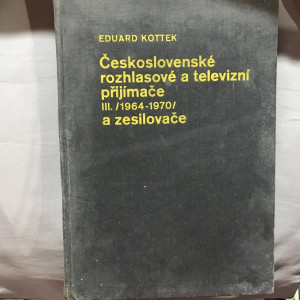 EDUARD KOTTEK
Československé
rozhlasové a televizní
přijímače
III. /1964-1970/
a zesilovače